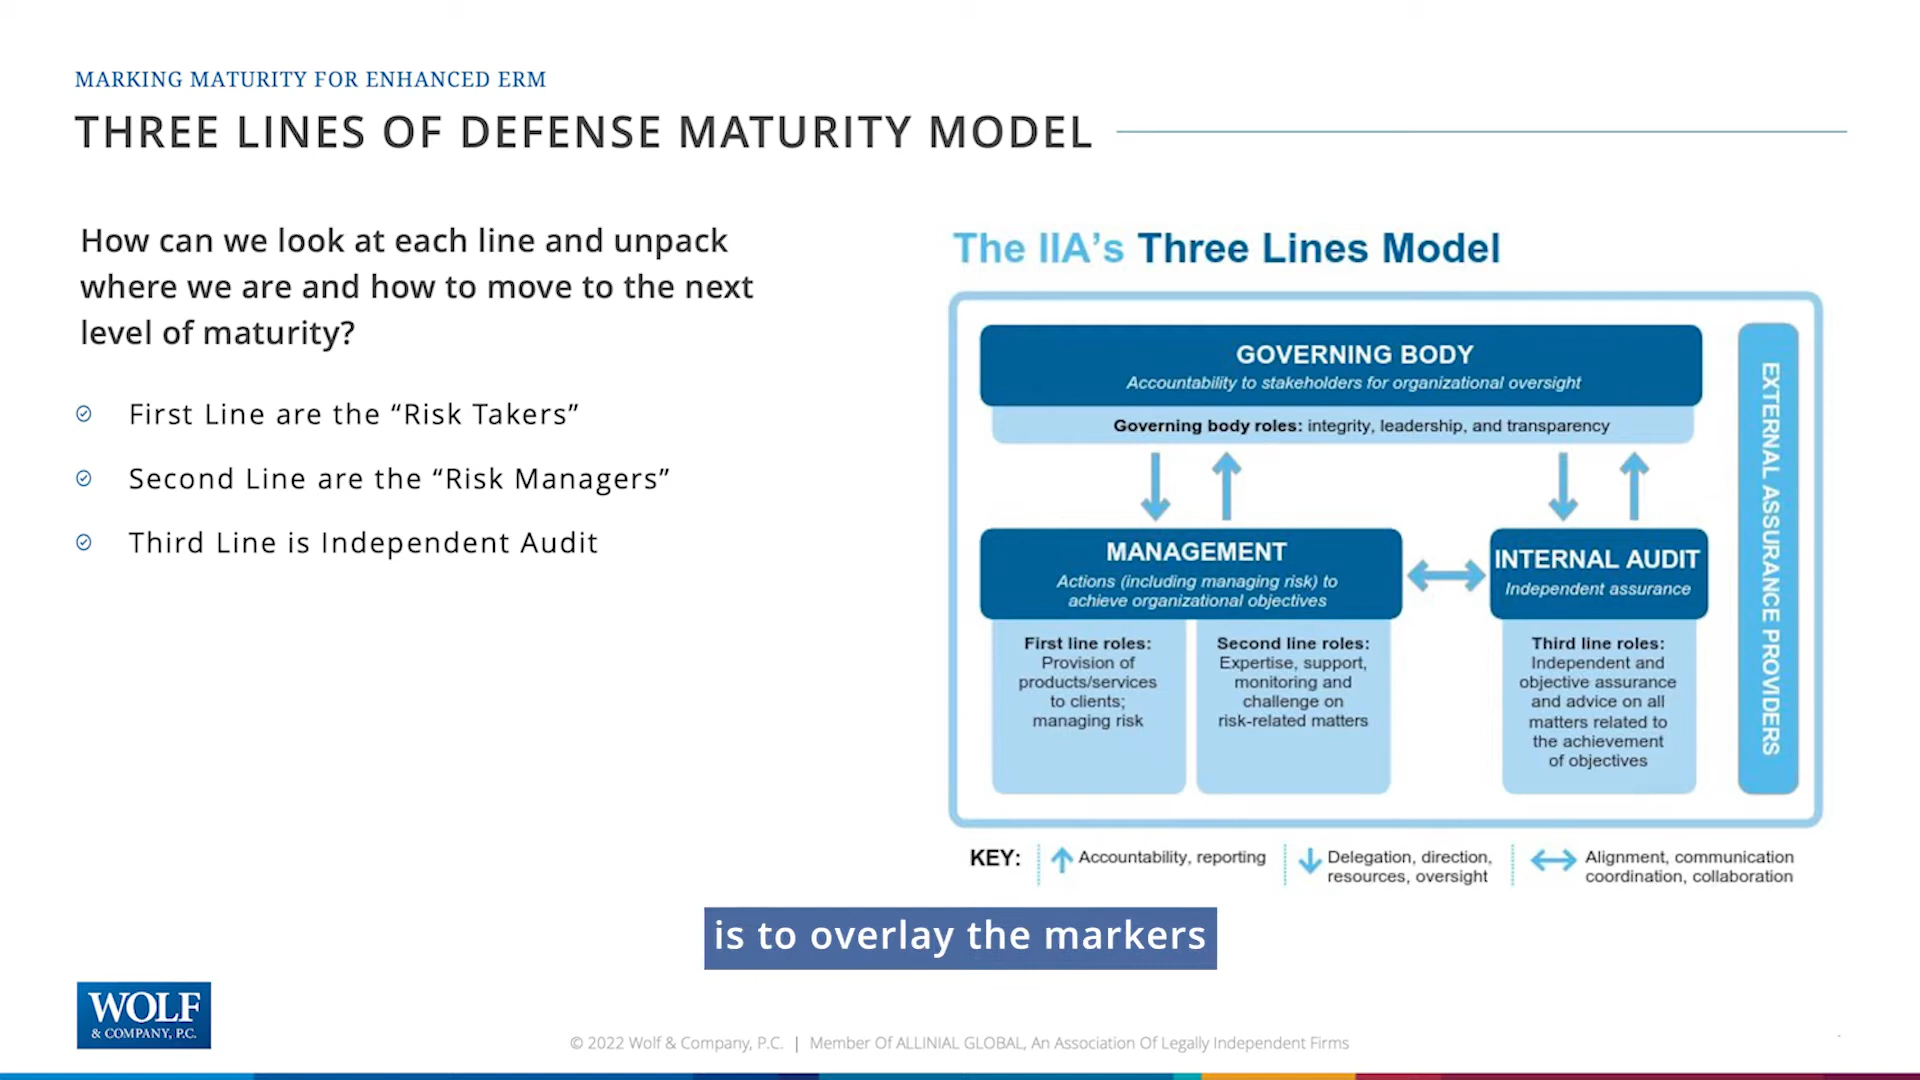 MARKING MATURITY FOR ENHANCED ERM
THREE LINES OF DEFENSE MATURITY MODEL
How can we look at each line and unpack
where we are and how to move to the next
level of maturity?
First Line are the “Risk Takers”
Second Line are the “Risk Managers”
Third Line is Independent Audit
The IIA’s Three Lines Model
GOVERNING BODY
Accountability to stakeholders for organizational oversight
Governing body roles: integrity, leadership, and transparency
MANAGEMENT
Actions (including managing risk) to
achieve organizational objectives
First line roles:
Provision of
products/services
to clients;
managing risk
Second line roles:
Expertise, support,
monitoring and
challenge on
risk-related matters
INTERNAL AUDIT
Independent assurance
Third line roles:
Independent and
objective assurance
and advice on all
matters related to
the achievement
of objectives
EXTERNAL ASSURANCE PROVIDERS
KEY:
Accountability, reporting
Delegation, direction,
resources, oversight
Alignment, communication
coordination, collaboration
is to overlay the markers
WOLF
& COMPANY, P.C.
© 2022 Wolf & Company, P.C. | Member Of ALLINIAL GLOBAL, An Association Of Legally Independent Firms